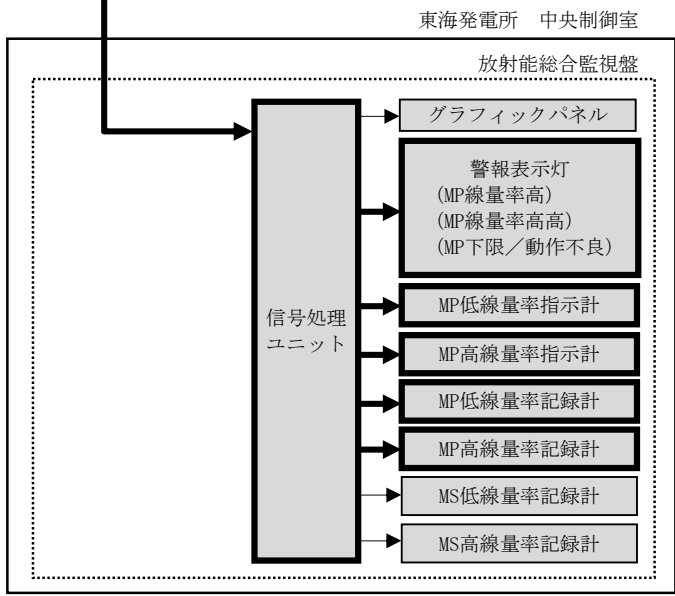 東海発電所　中央制御室
放射能総合監視盤
グラフィックパネル
警報表示灯
(MP線量率高)
(MP線量率高高)
(MP下限／動作不良)
信号処理
ユニット
MP低線量率指示計
MP高線量率指示計
MP低線量率記録計
MP高線量率記録計
MS低線量率記録計
MS高線量率記録計